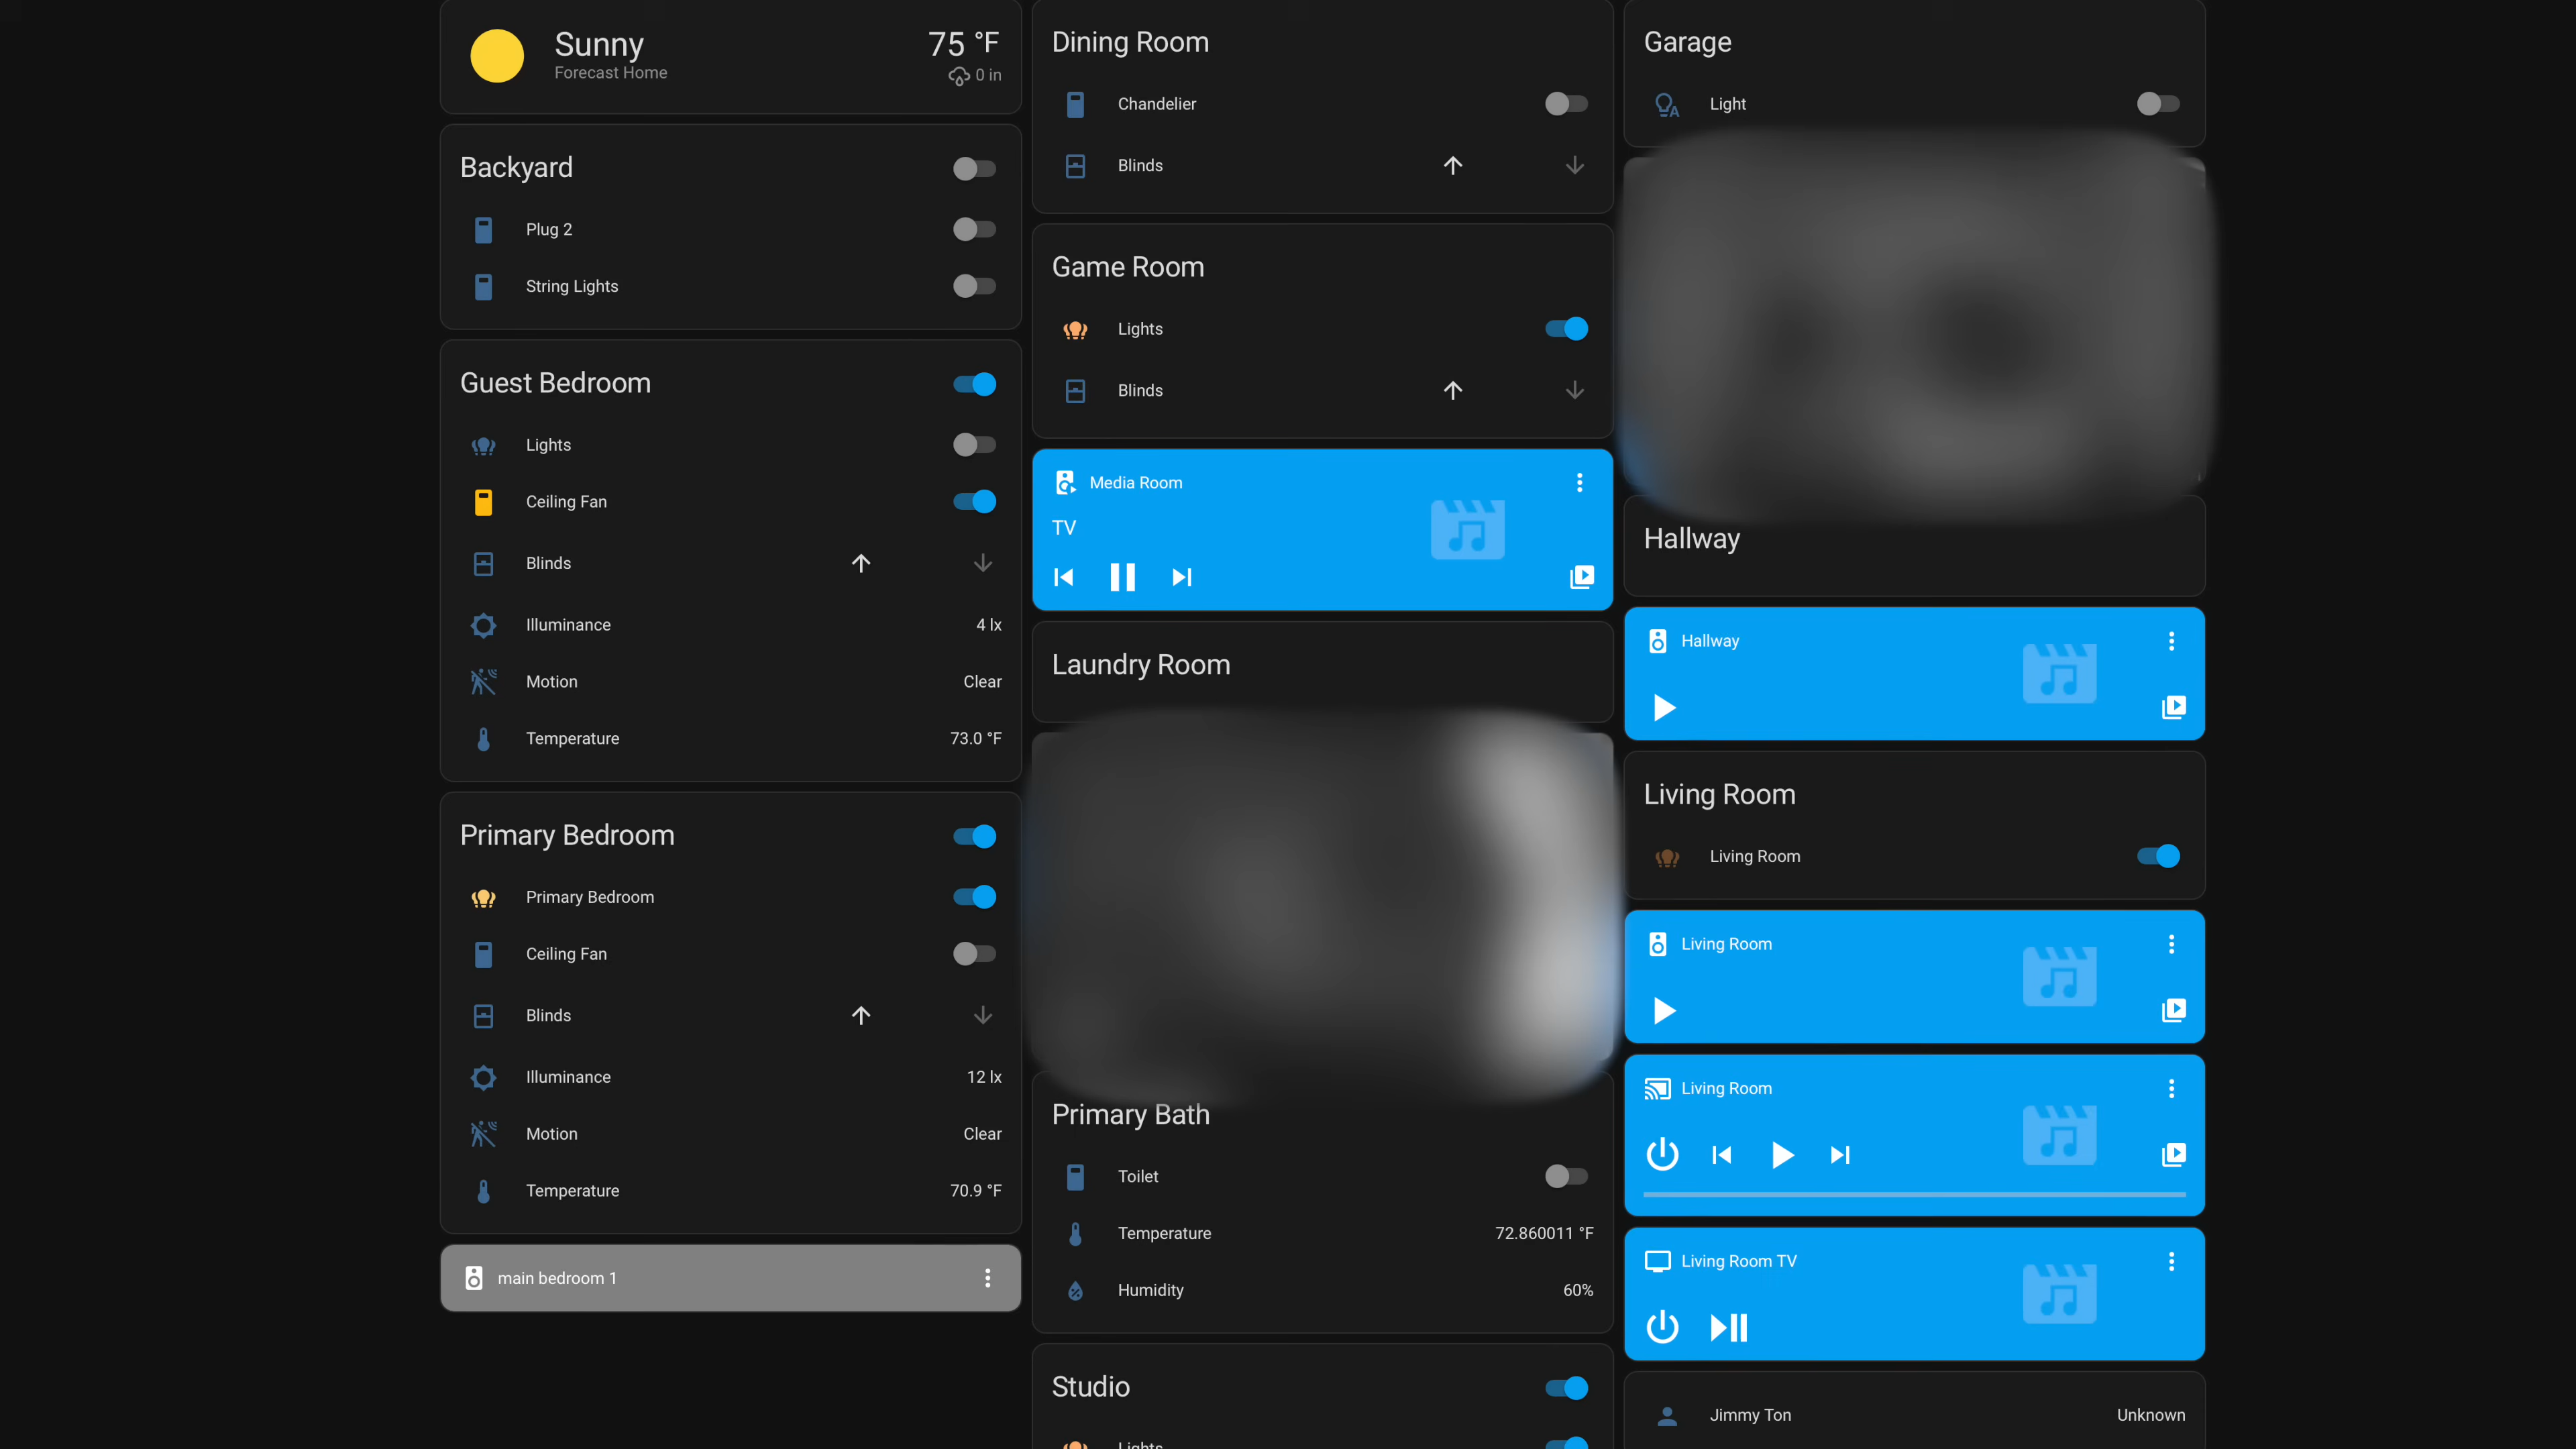 Sunny
Forecast Home
75 °F
0 in
Backyard
Plug 2
String Lights
Guest Bedroom
Lights
Ceiling Fan
Blinds
Illuminance 4 lx
Motion Clear
Temperature 73.0 °F
Primary Bedroom
Primary Bedroom
Ceiling Fan
Blinds
Illuminance 12 lx
Motion Clear
Temperature 70.9 °F
main bedroom 1
Dining Room
Chandelier
Blinds
Game Room
Lights
Blinds
Media Room
TV
Laundry Room
Primary Bath
Toilet
Temperature 72.860011 °F
Humidity 60%
Studio
Lights
Garage
Light
Hallway
Hallway
Living Room
Living Room
Living Room
Living Room
Living Room TV
Jimmy Ton Unknown